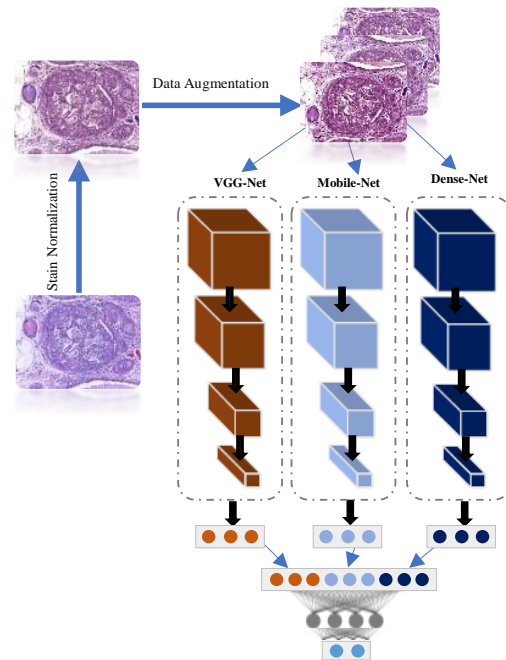 Data Augmentation
Stain Normalization
VGG-Net
Mobile-Net
Dense-Net